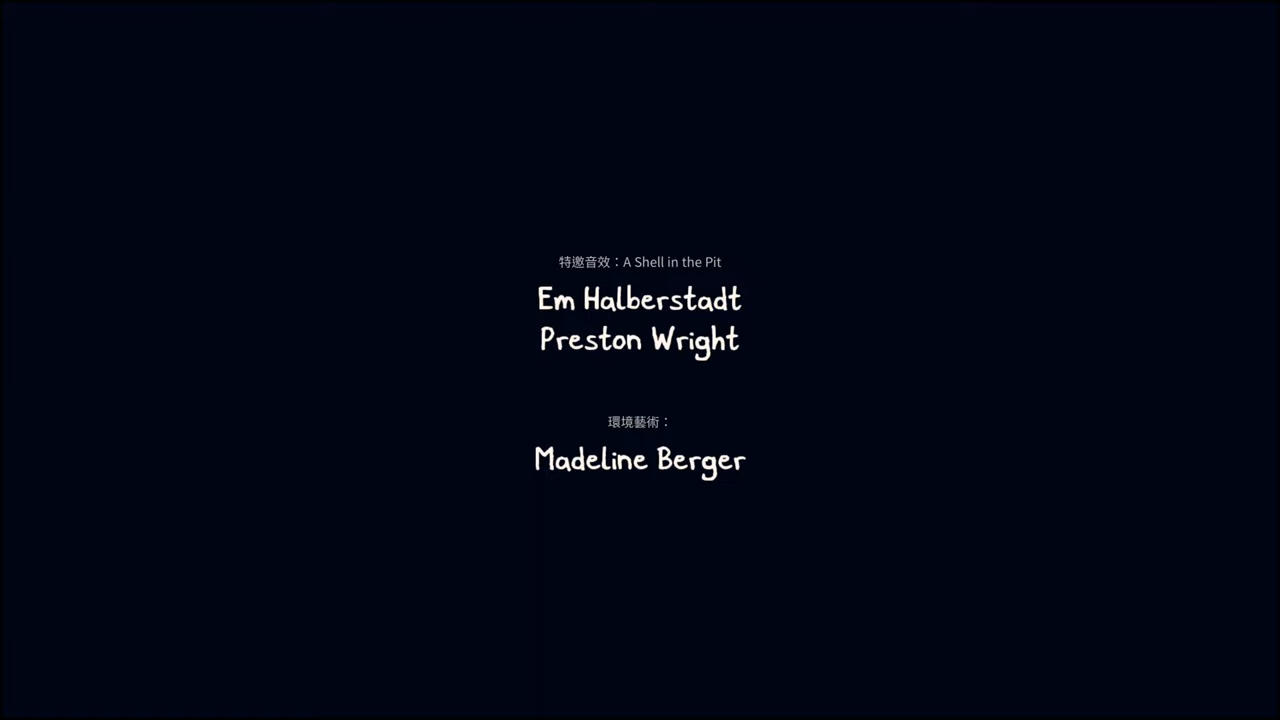 特邀音效：A Shell in the Pit
Em Halberstadt
Preston Wright
環境藝術：
Madeline Berger